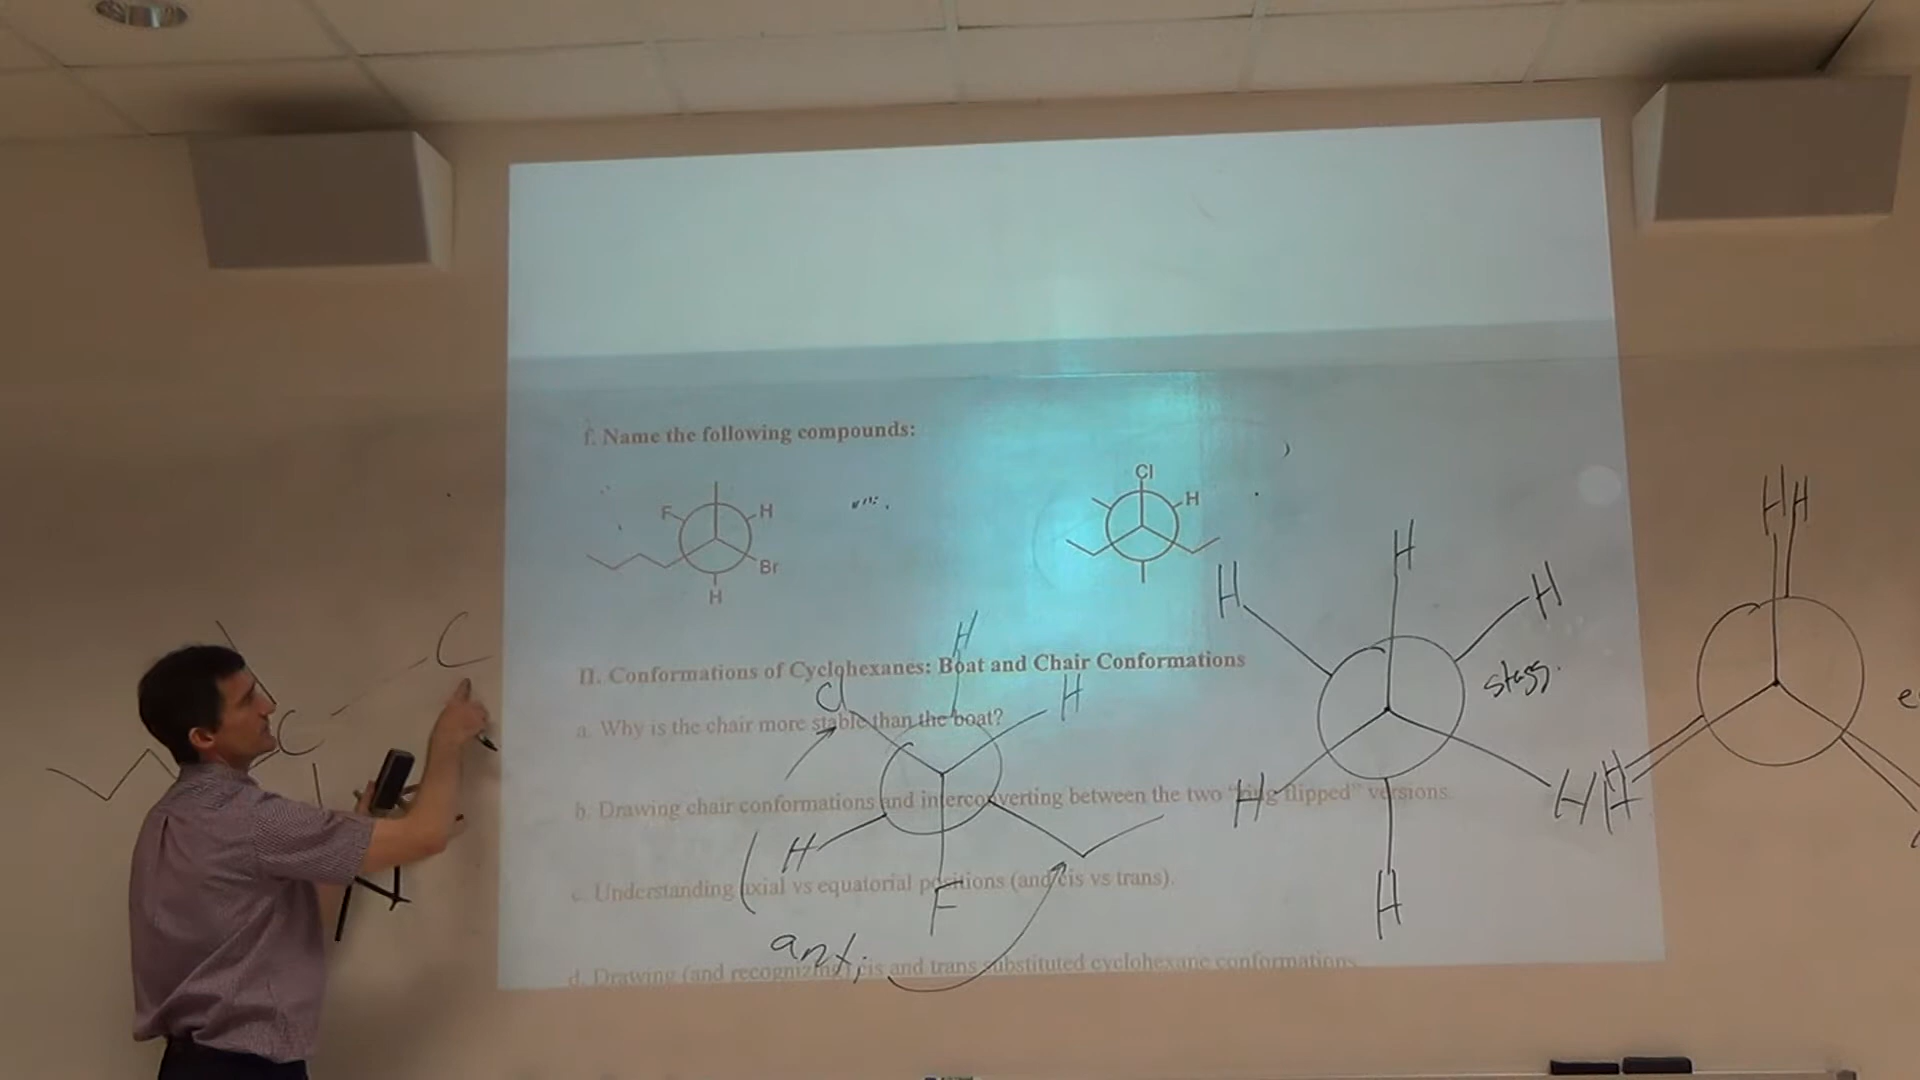 f. Name the following compounds:
F
H
Br
H
Cl
H
II. Conformations of Cyclohexanes: Boat and Chair Conformations
a. Why is the chair more stable than the boat?
b. Drawing chair conformations and interconverting between the two "ring flipped" versions.
c. Understanding axial vs equatorial positions (and cis vs trans).
d. Drawing (and recognizing) cis and trans substituted cyclohexane conformations
C
C
H
Cl
H
H
F
anti
H
H
H
stagg.
H
H
H
H
H
H